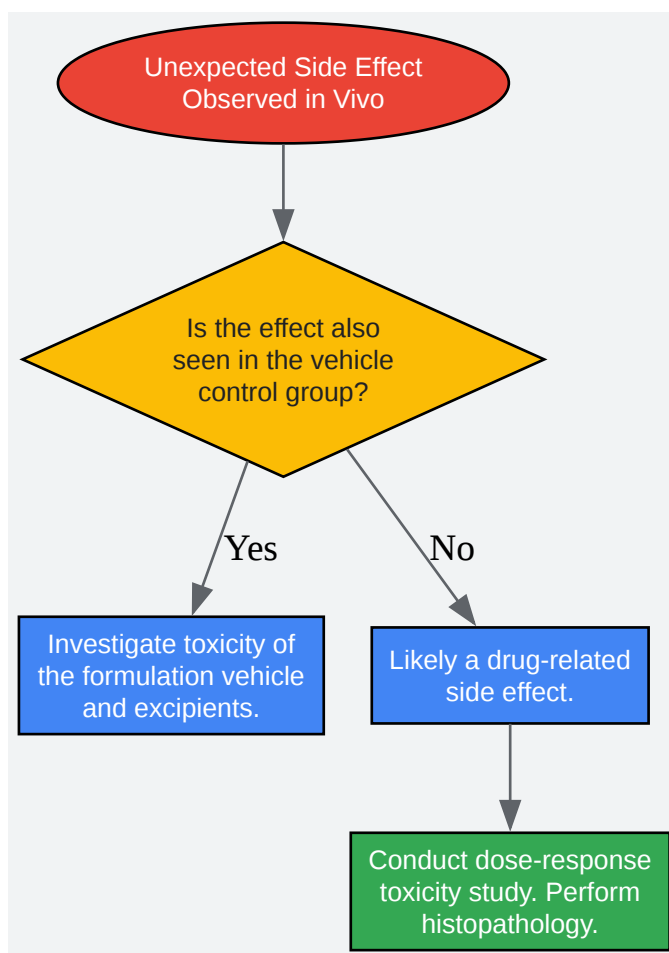 Unexpected Side Effect
Observed in Vivo
Is the effect also
seen in the vehicle
control group?
Yes
No
Investigate toxicity of
the formulation vehicle
and excipients.
Likely a drug-related
side effect.
Conduct dose-response
toxicity study. Perform
histopathology.